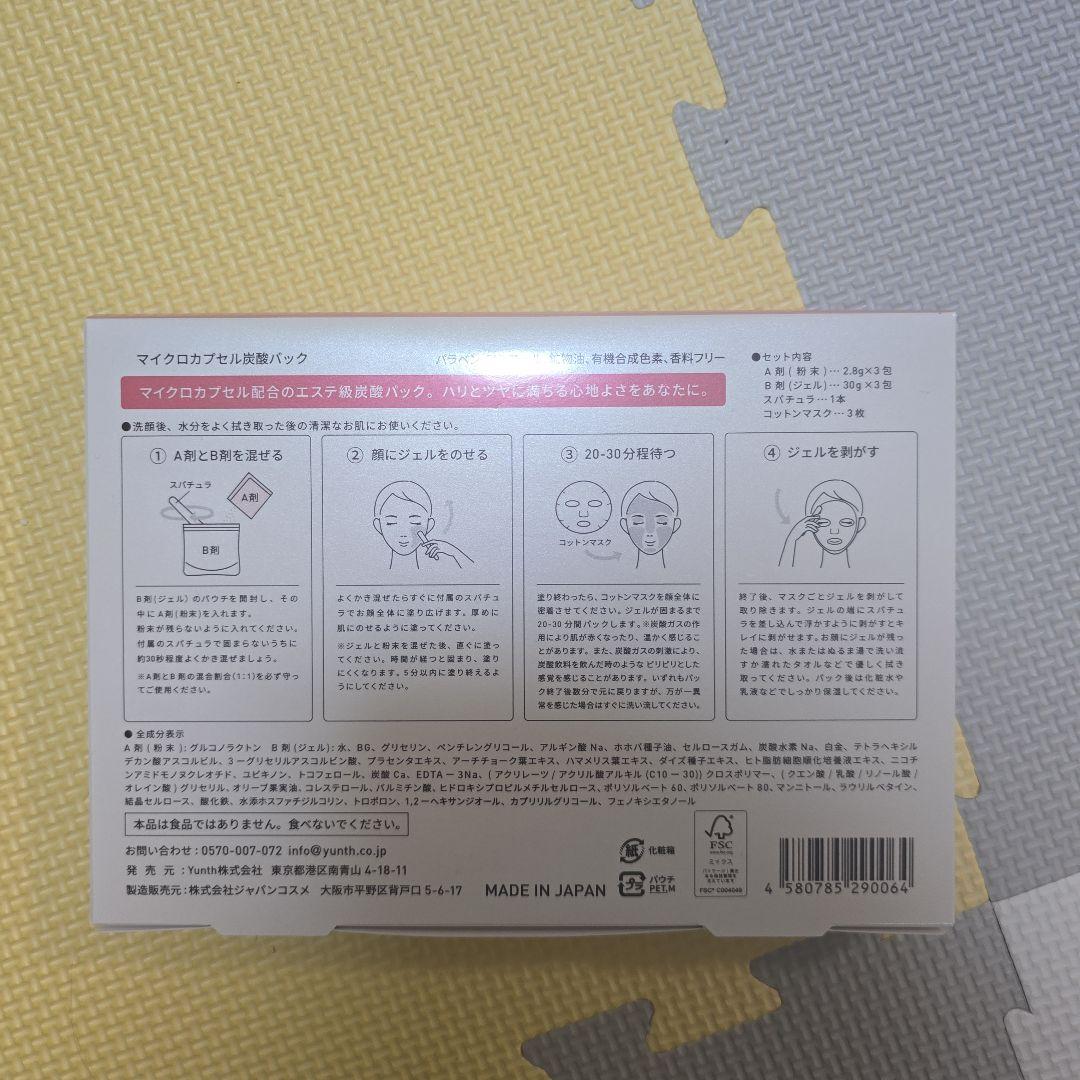 マイクロカプセル炭酸パック
パラベン 鉱物油、有機合成色素、香料フリー
マイクロカプセル配合のエステ級炭酸パック。ハリとツヤに満ちる心地よさをあなたに。
●セット内容
A剤(粉末)… 2.8g×3包
B剤(ジェル)… 30g×3包
スパチュラ… 1本
コットンマスク… 3枚
●洗顔後、水分をよく拭き取った後の清潔なお肌にお使いください。
① A剤とB剤を混ぜる
スパチュラ
A剤
B剤
B剤(ジェル)のパウチを開封し、その
中にA剤(粉末)を入れます。
粉末が残らないように入れてください。
付属のスパチュラで固まらないうちに
約30秒程度よくかき混ぜましょう。
※A剤とB剤の混合割合(1:1)を必ず守っ
てご使用ください。
② 顔にジェルをのせる
よくかき混ぜたらすぐに付属のスパチュ
ラでお顔全体に塗り広げます。厚めに
肌にのせるように塗ってください。
※ジェルと粉末を混ぜた後、直ぐに塗っ
てください。時間が経つと固まり、塗り
にくくなります。5分以内に塗り終えるよ
うにしてください。
③ 20-30分程待つ
コットンマスク
塗り終わったら、コットンマスクを顔全体に
密着させてください。ジェルが固まるまで
20-30分間パックします。※炭酸ガスの
作用により肌が赤くなったり、温かく感じるこ
とがあります。また、炭酸ガスの刺激により、
炭酸飲料を飲んだ時のような ピリピリとした
感覚を感じることがあります。いずれもパッ
ク終了後数分で元に戻りますが、万が一異
常を感じた場合はすぐに洗い流してください。
④ ジェルを剥がす
終了後、マスクごとジェルを剥がして
取り除きます。ジェルの端にスパチュ
ラを差し込んで浮かすように剥がすとキ
レイに剥がせます。お顔にジェルが残っ
た場合は、水またはぬるま湯で洗い流
すか濡れたタオルなどで優しく拭き
取ってください。パック後は化粧水や
乳液などでしっかり保湿してください。
● 全成分表示
A剤(粉末): グルコノラクトン B剤(ジェル): 水、BG、グリセリン、ペンチレングリコール、アルギン酸Na、ホホバ種子油、セルロースガム、炭酸水素Na、白金、テトラヘキシル
デカン酸アスコルビル、3-グリセリルアスコルビン酸、プラセンタエキス、アーチチョーク葉エキス、ハマメリス葉エキス、ダイズ種子エキス、ヒト脂肪細胞順化培養液エキス、ニコチ
ンアミドモノヌクレオチド、ユビキノン、トコフェロール、炭酸Ca、EDTA-3Na、(アクリレーツ/アクリル酸アルキル(C10-30))クロスポリマー、(クエン酸/乳酸/リノール酸/
オレイン酸)グリセリル、オリーブ果実油、コレステロール、パルミチン酸、ヒドロキシプロピルメチルセルロース、ポリソルベート60、ポリソルベート80、マンニトール、ラウリルベタイン、
結晶セルロース、酸化鉄、水添ホスファチジルコリン、トロポロン、1,2-ヘキサンジオール、カプリリルグリコール、フェノキシエタノール
本品は食品ではありません。食べないでください。
お問い合わせ:0570-007-072 info@yunth.co.jp
発 売 元 :Yunth株式会社 東京都港区南青山4-18-11
製造販売元:株式会社ジャパンコスメ 大阪市平野区背戸口5-6-17
MADE IN JAPAN
紙 化粧箱
プラ パウチ
PET,M
FSC
www.fsc.org
ミックス
FSC® C004049
4 580785 290064